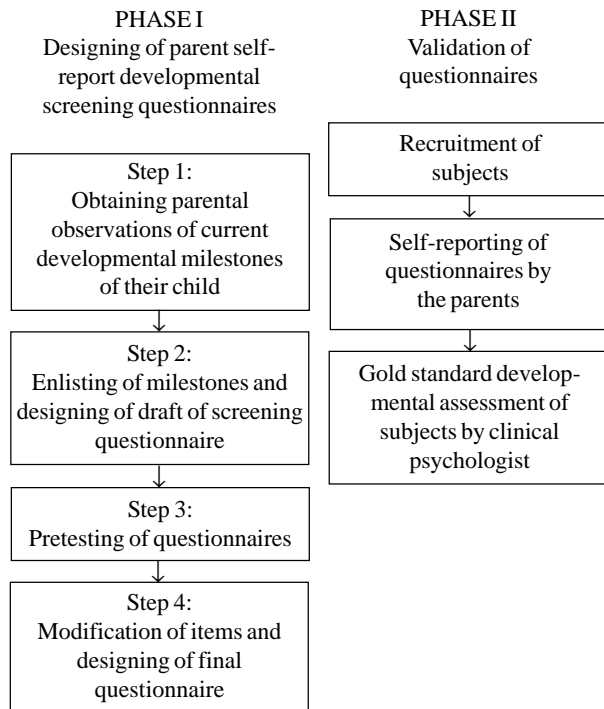 PHASE I
Designing of parent self-
report developmental
screening questionnaires
Step 1:
Obtaining parental
observations of current
developmental milestones
of their child
Step 2:
Enlisting of milestones and
designing of draft of screening
questionnaire
Step 3:
Pretesting of questionnaires
Step 4:
Modification of items and
designing of final
questionnaire
PHASE II
Validation of
questionnaires
Recruitment of
subjects
Self-reporting of
questionnaires by
the parents
Gold standard develop-
mental assessment of
subjects by clinical
psychologist